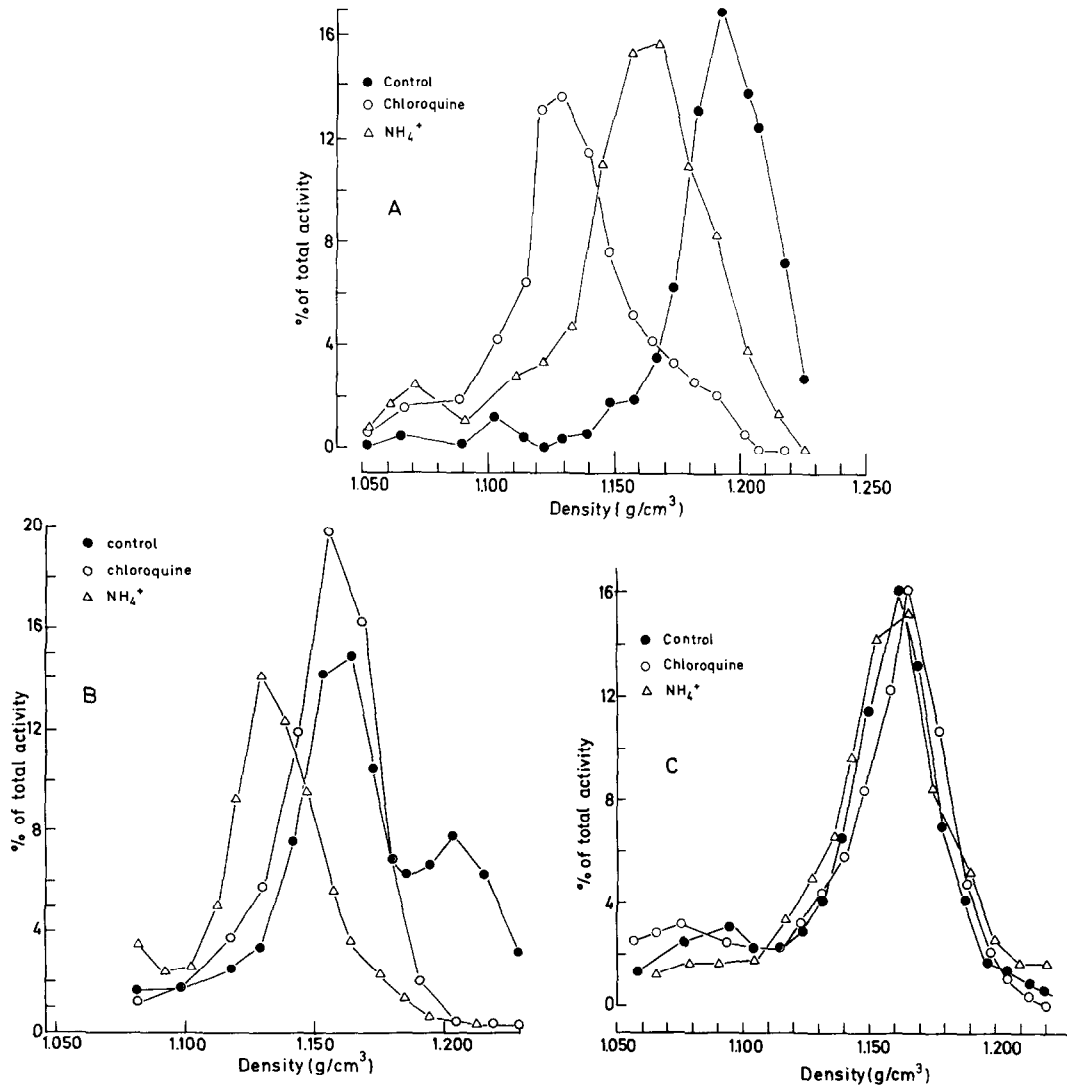 16
12
8
4
0
% of total activity
● Control
○ Chloroquine
△ NH₄⁺
A
1.050 1.100 1.150 1.200 1.250
Density ( g/cm³)
20
16
12
8
4
0
% of total activity
● control
○ chloroquine
△ NH₄⁺
B
1.050 1.100 1.150 1.200
Density (g/cm³)
16
12
8
4
0
% of total activity
● Control
○ Chloroquine
△ NH₄⁺
C
1.050 1.100 1.150 1.200
Density (g/cm³)